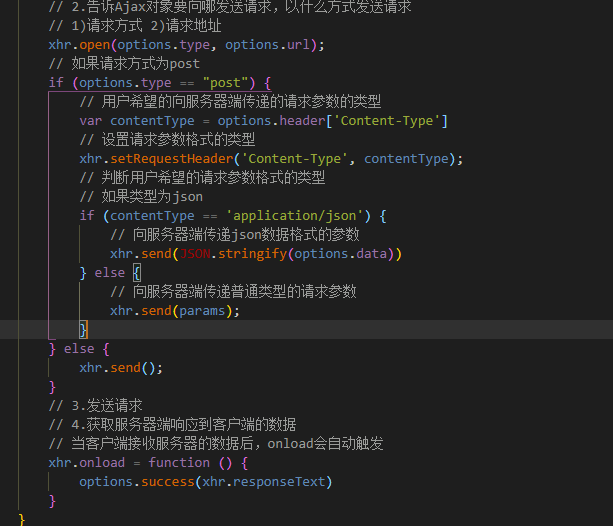 // 2.告诉Ajax对象要向哪发送请求，以什么方式发送请求
// 1)请求方式 2)请求地址
xhr.open(options.type, options.url);
// 如果请求方式为post
if (options.type == "post") {
// 用户希望的向服务器端传递的请求参数的类型
var contentType = options.header['Content-Type']
// 设置请求参数格式的类型
xhr.setRequestHeader('Content-Type', contentType);
// 判断用户希望的请求参数格式的类型
// 如果类型为json
if (contentType == 'application/json') {
// 向服务器端传递json数据格式的参数
xhr.send(JSON.stringify(options.data))
} else {
// 向服务器端传递普通类型的请求参数
xhr.send(params);
}
} else {
xhr.send();
}
// 3.发送请求
// 4.获取服务器端响应到客户端的数据
// 当客户端接收服务器的数据后，onload会自动触发
xhr.onload = function () {
options.success(xhr.responseText)
}
}